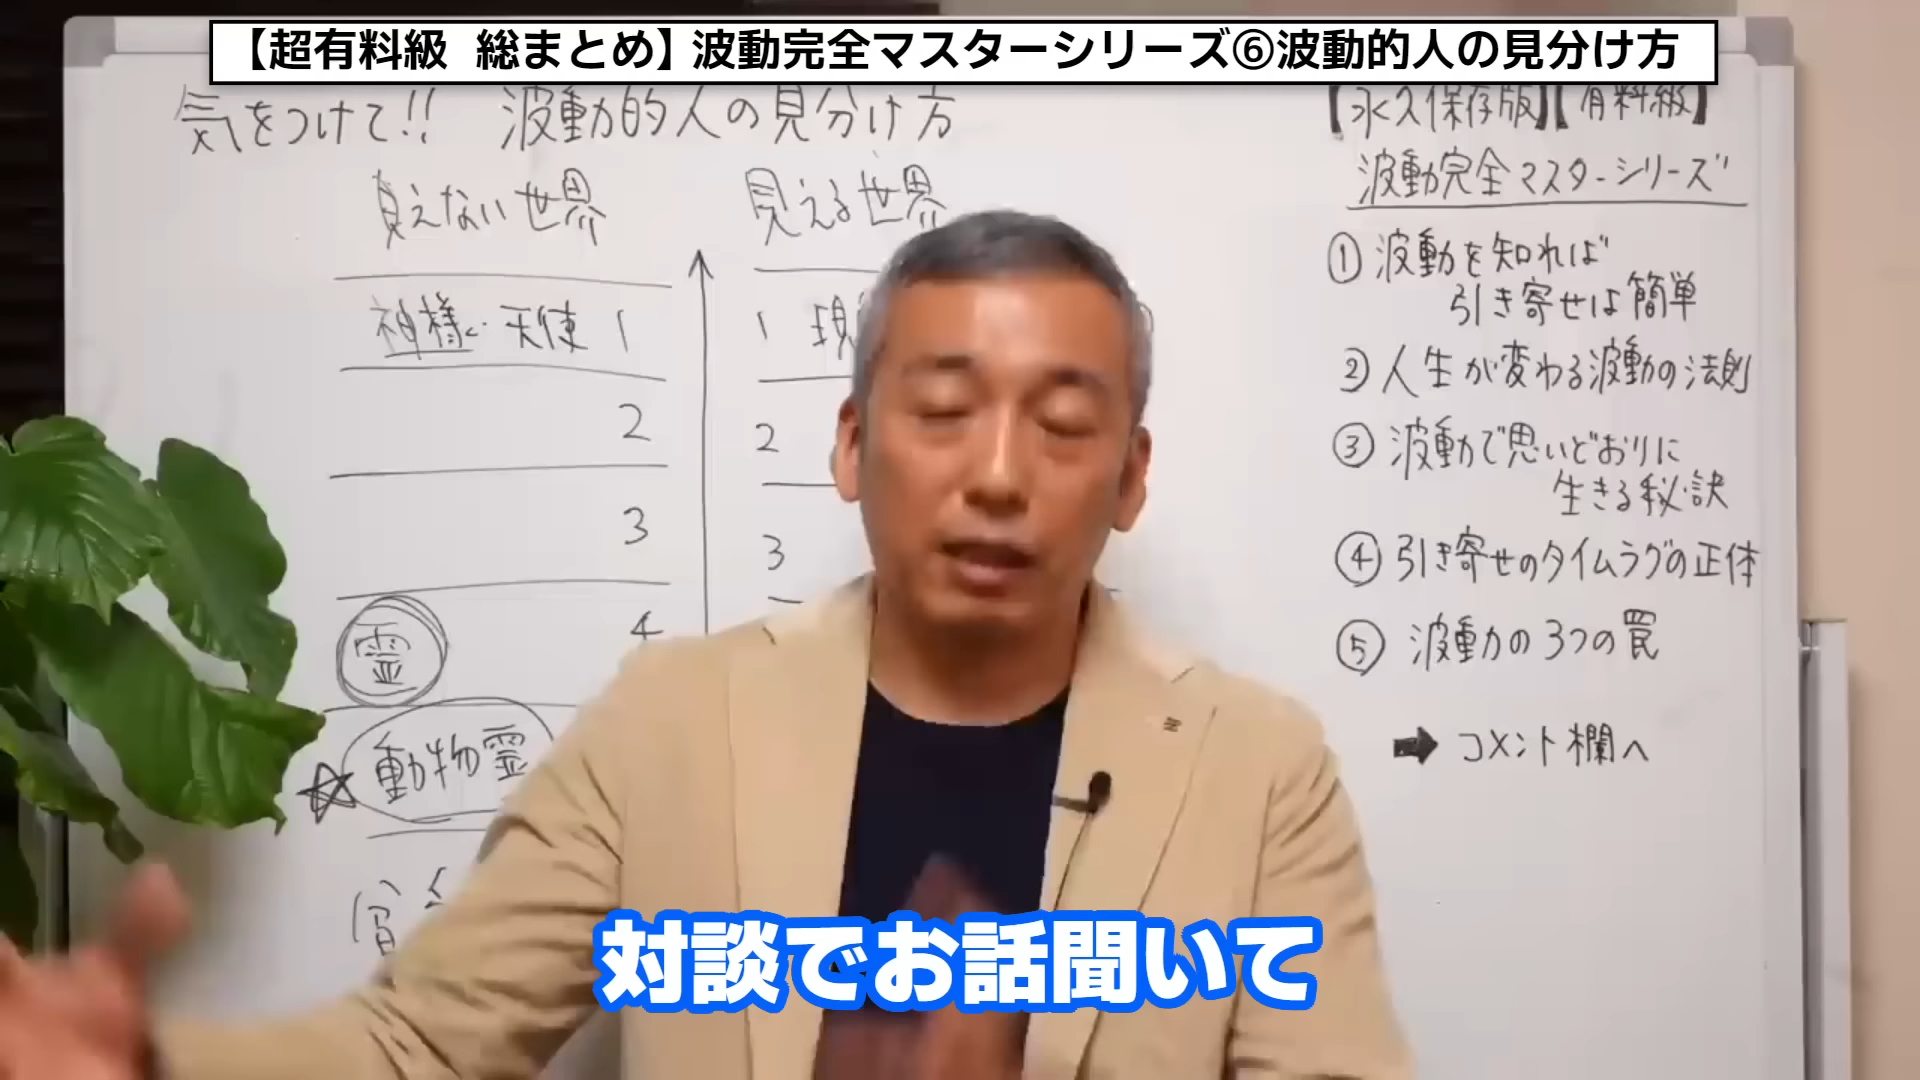 【超有料級 総まとめ】波動完全マスターシリーズ⑥波動的人の見分け方
気をつけて!! 波動的人の見分け方
見えない世界
見える世界
神様 天使 1
2
3
4
霊
動物霊
1 現
2
3
【永久保存版】【有料級】
波動完全マスターシリーズ
① 波動を知れば
引き寄せは簡単
② 人生が変わる波動の法則
③ 波動で思いどおりに
生きる秘訣
④ 引き寄せのタイムラグの正体
⑤ 波動の3つの罠
➡ コメント欄へ
対談でお話聞いて